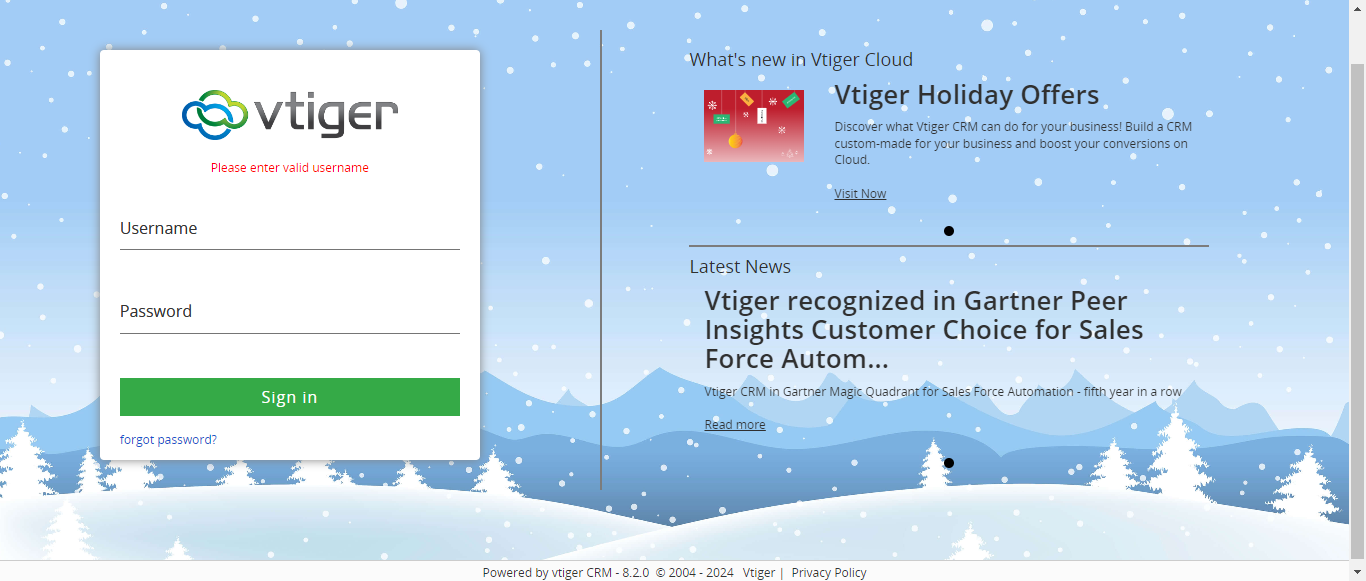 vtiger
Please enter valid username
Username
Password
Sign in
forgot password?
What's new in Vtiger Cloud
Vtiger Holiday Offers
Discover what Vtiger CRM can do for your business! Build a CRM
custom-made for your business and boost your conversions on
Cloud.
Visit Now
Latest News
Vtiger recognized in Gartner Peer
Insights Customer Choice for Sales
Force Autom...
Vtiger CRM in Gartner Magic Quadrant for Sales Force Automation - fifth year in a row
Read more
Powered by vtiger CRM - 8.2.0 © 2004 - 2024 Vtiger | Privacy Policy